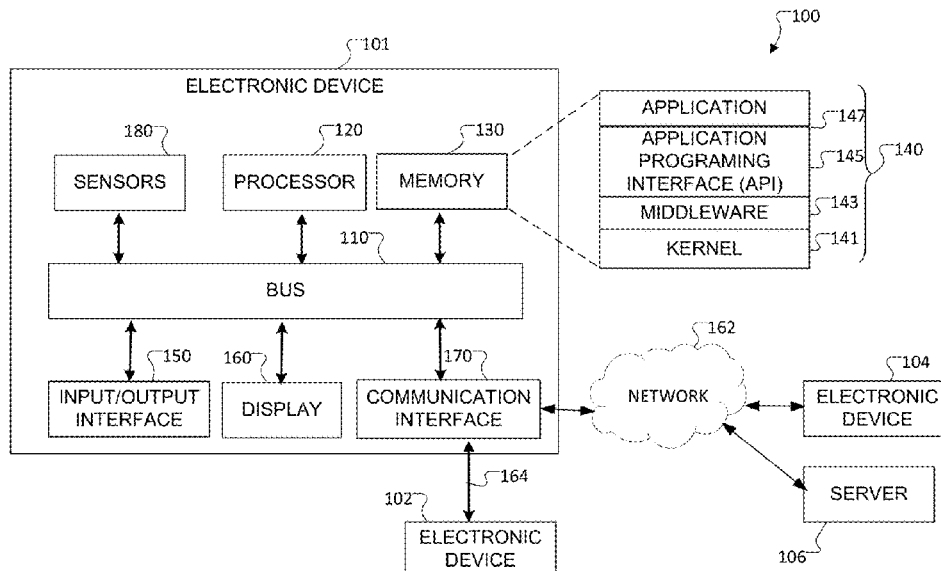 100
101
ELECTRONIC DEVICE
180
120
130
SENSORS
PROCESSOR
MEMORY
APPLICATION
147
APPLICATION
PROGRAMING
INTERFACE (API)
145
140
MIDDLEWARE
143
KERNEL
141
110
BUS
150
160
170
INPUT/OUTPUT
INTERFACE
DISPLAY
COMMUNICATION
INTERFACE
162
NETWORK
104
ELECTRONIC
DEVICE
164
102
ELECTRONIC
DEVICE
SERVER
106